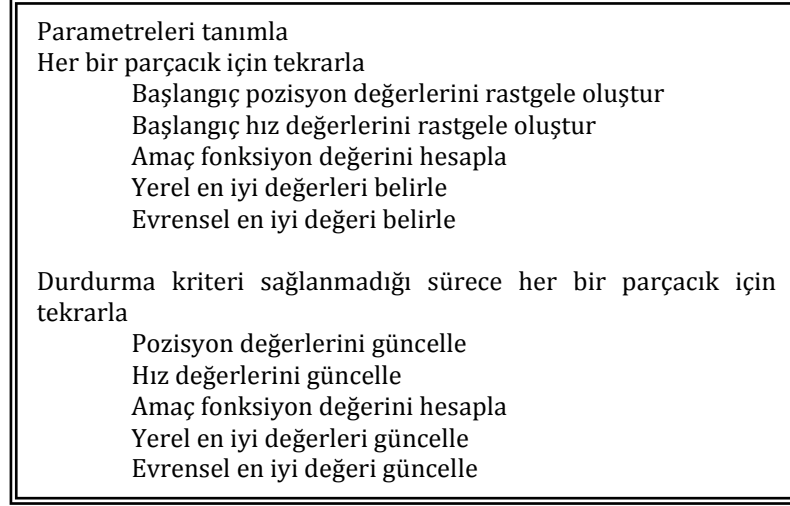 Parametreleri tanımla
Her bir parçacık için tekrarla
Başlangıç pozisyon değerlerini rastgele oluştur
Başlangıç hız değerlerini rastgele oluştur
Amaç fonksiyon değerini hesapla
Yerel en iyi değerleri belirle
Evrensel en iyi değeri belirle
Durdurma kriteri sağlanmadığı sürece her bir parçacık için
tekrarla
Pozisyon değerlerini güncelle
Hız değerlerini güncelle
Amaç fonksiyon değerini hesapla
Yerel en iyi değerleri güncelle
Evrensel en iyi değeri güncelle